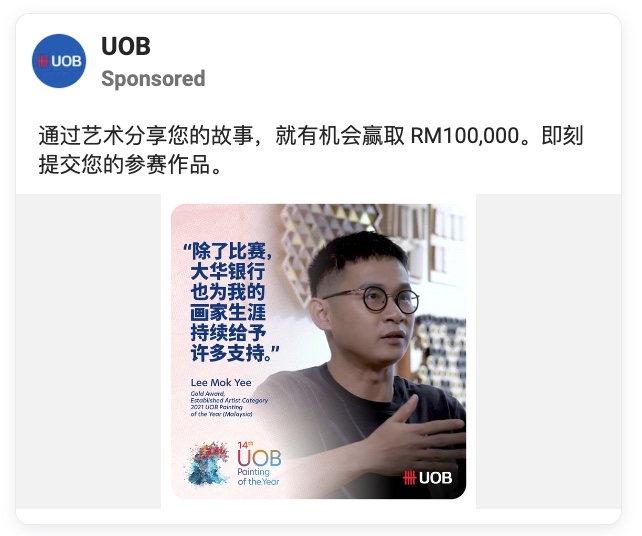 UOB
UOB
Sponsored
通过艺术分享您的故事，就有机会赢取 RM100,000。即刻
提交您的参赛作品。
“除了比赛，
大华银行
也为我的
画家生涯
持续给予
许多支持。”
Lee Mok Yee
Gold Award,
Established Artist Category
2021 UOB Painting
of the Year (Malaysia)
14th
UOB
Painting
of the Year
UOB